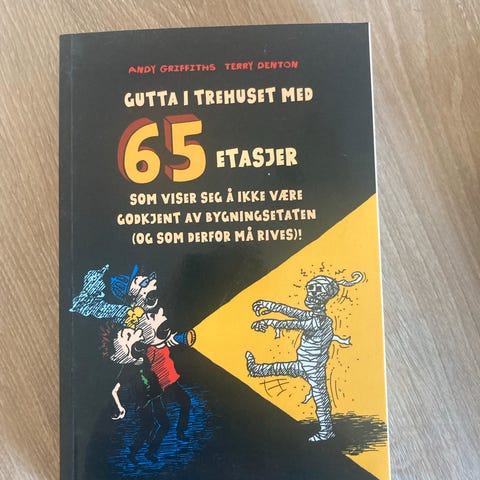 ANDY GRIFFITHS TERRY DENTON
GUTTA I TREHUSET MED
65 ETASJER
SOM VISER SEG Å IKKE VÆRE
GODKJENT AV BYGNINGSETATEN
(OG SOM DERFOR MÅ RIVES)!